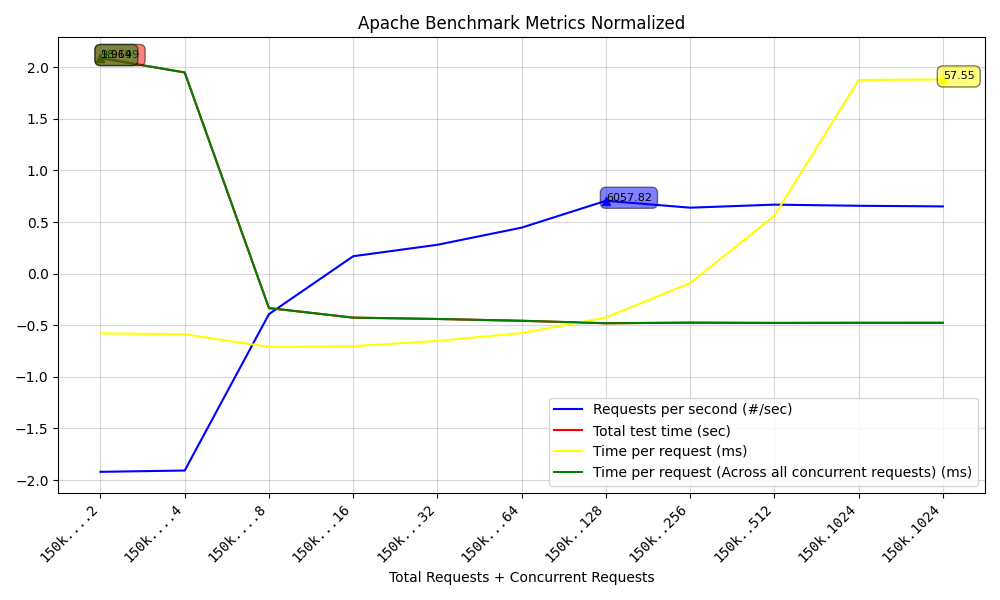 Apache Benchmark Metrics Normalized
57.55
6057.82
2.0
1.5
1.0
0.5
0.0
−0.5
−1.0
−1.5
−2.0
Requests per second (#/sec)
Total test time (sec)
Time per request (ms)
Time per request (Across all concurrent requests) (ms)
150k....2
150k....4
150k....8
150k...16
150k...32
150k...64
150k..128
150k..256
150k..512
150k.1024
150k.1024
Total Requests + Concurrent Requests